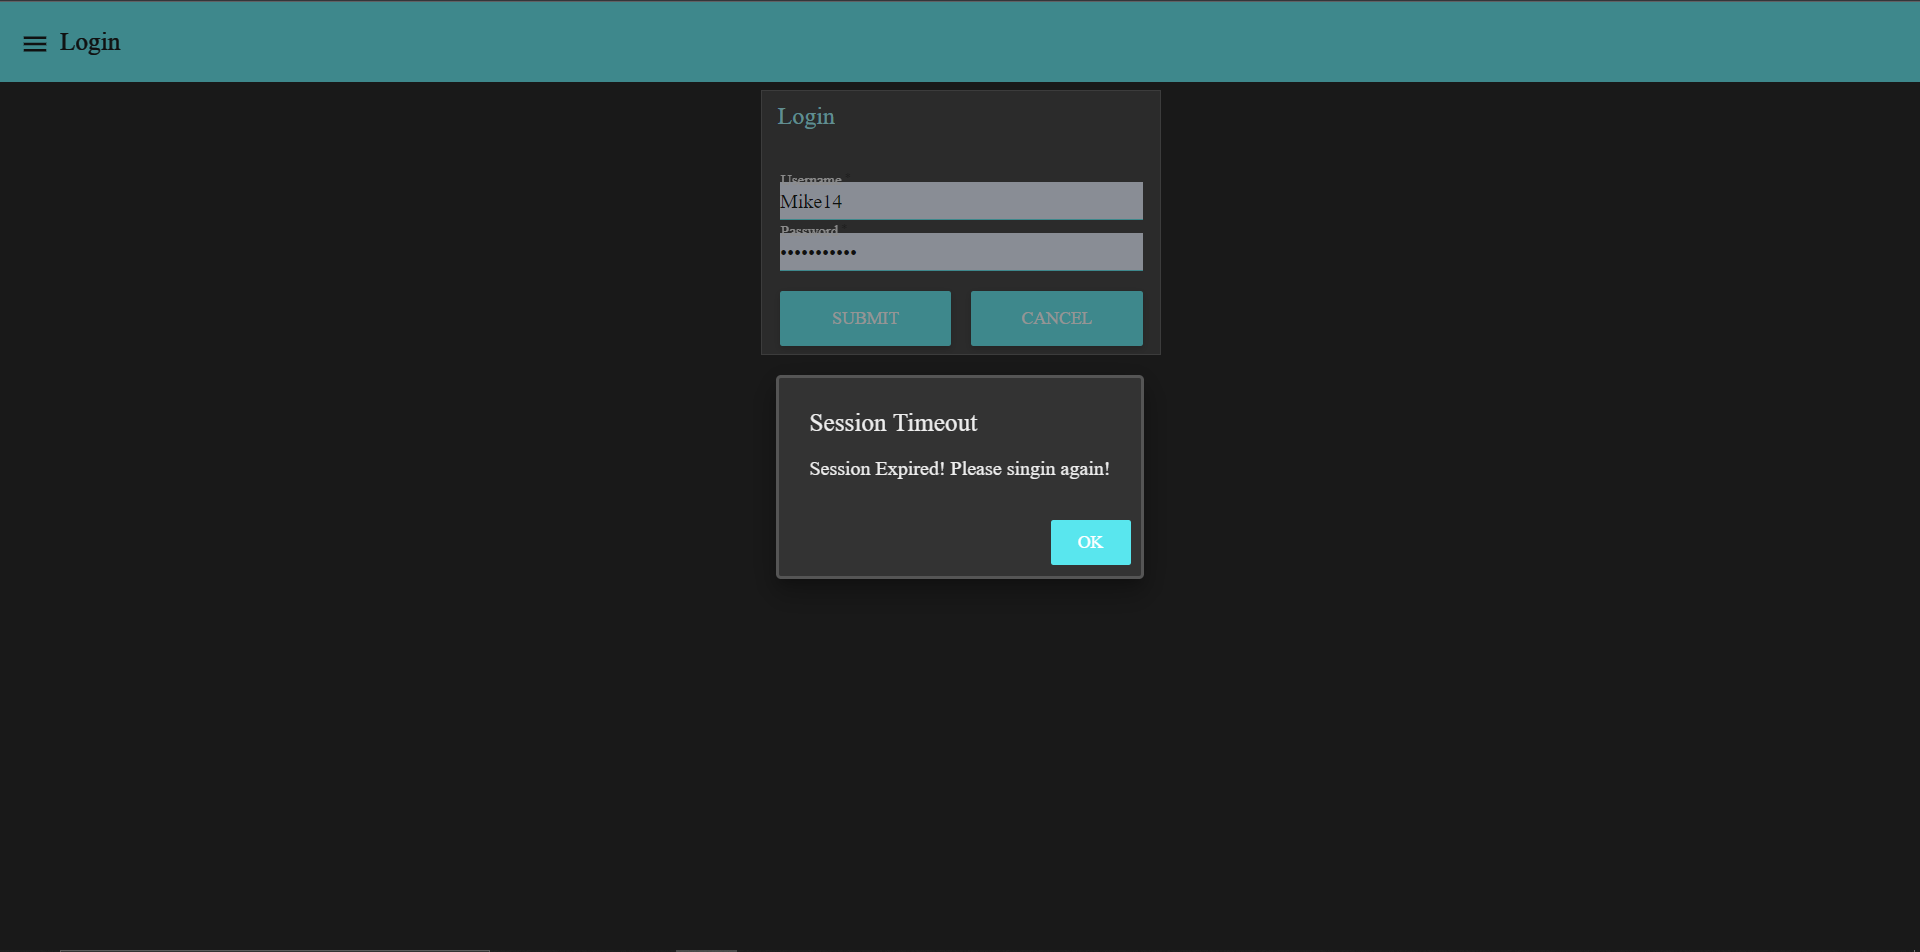 Login
Login
Username *
Mike14
Password *
•••••••••••
SUBMIT CANCEL
Session Timeout
Session Expired! Please singin again!
OK